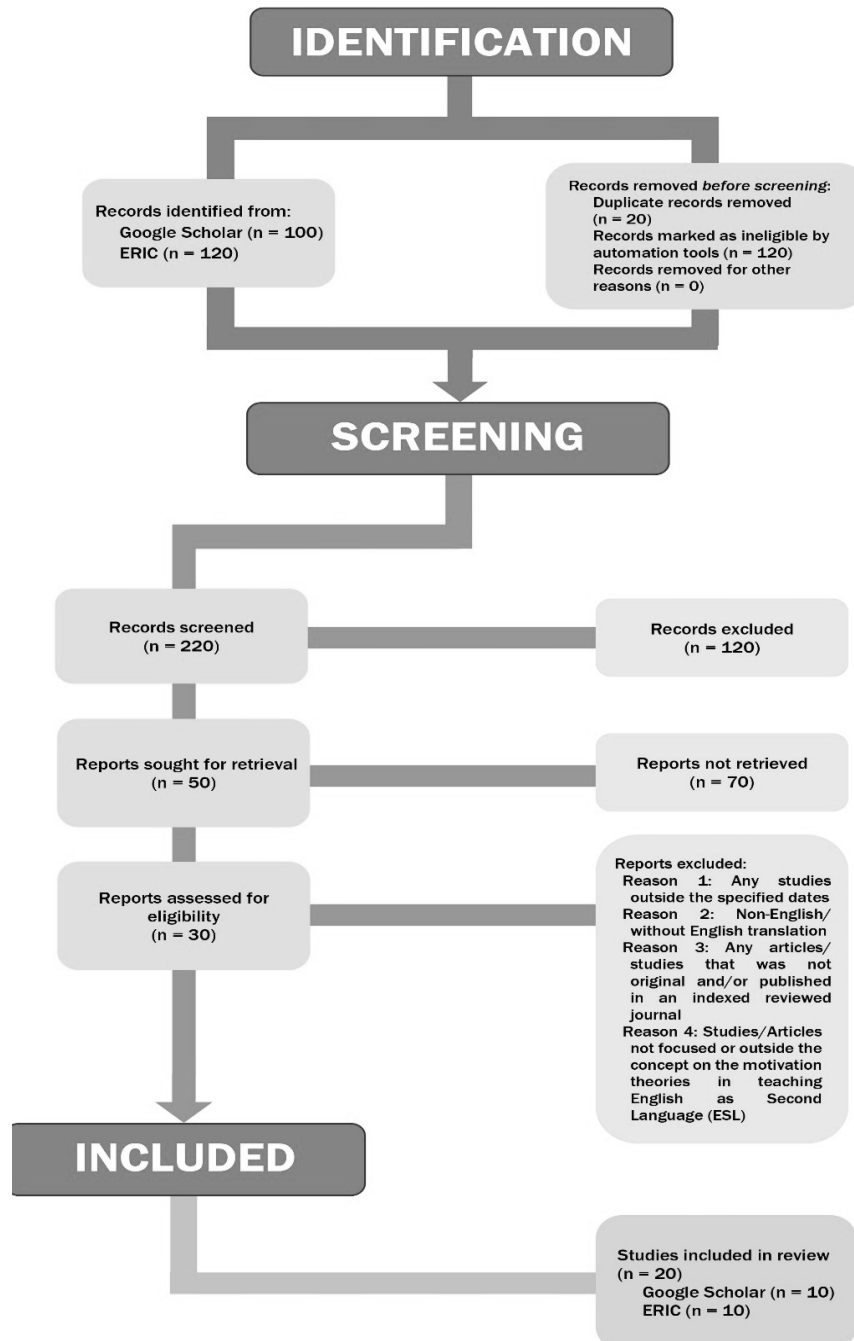 IDENTIFICATION
Records identified from:
Google Scholar (n = 100)
ERIC (n = 120)
Records removed before screening:
Duplicate records removed
(n = 20)
Records marked as ineligible by
automation tools (n = 120)
Records removed for other
reasons (n = 0)
SCREENING
Records screened
(n = 220)
Records excluded
(n = 120)
Reports sought for retrieval
(n = 50)
Reports not retrieved
(n = 70)
Reports assessed for
eligibility
(n = 30)
Reports excluded:
Reason 1: Any studies
outside the specified dates
Reason 2: Non-English/
without English translation
Reason 3: Any articles/
studies that was not
original and/or published
in an indexed reviewed
journal
Reason 4: Studies/Articles
not focused or outside the
concept on the motivation
theories in teaching
English as Second
Language (ESL)
INCLUDED
Studies included in review
(n = 20)
Google Scholar (n = 10)
ERIC (n = 10)